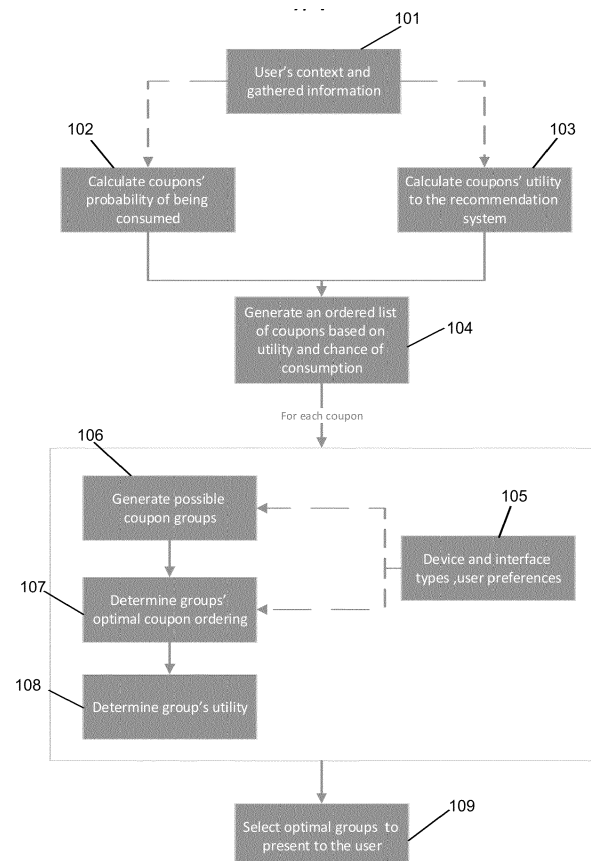 101
User's context and
gathered information
102
103
Calculate coupons'
probability of being
consumed
Calculate coupons' utility
to the recommendation
system
Generate an ordered list
of coupons based on
utility and chance of
consumption
104
For each coupon
106
Generate possible
coupon groups
105
Device and interface
types ,user preferences
107
Determine groups'
optimal coupon ordering
108
Determine group's utility
109
Select optimal groups to
present to the user